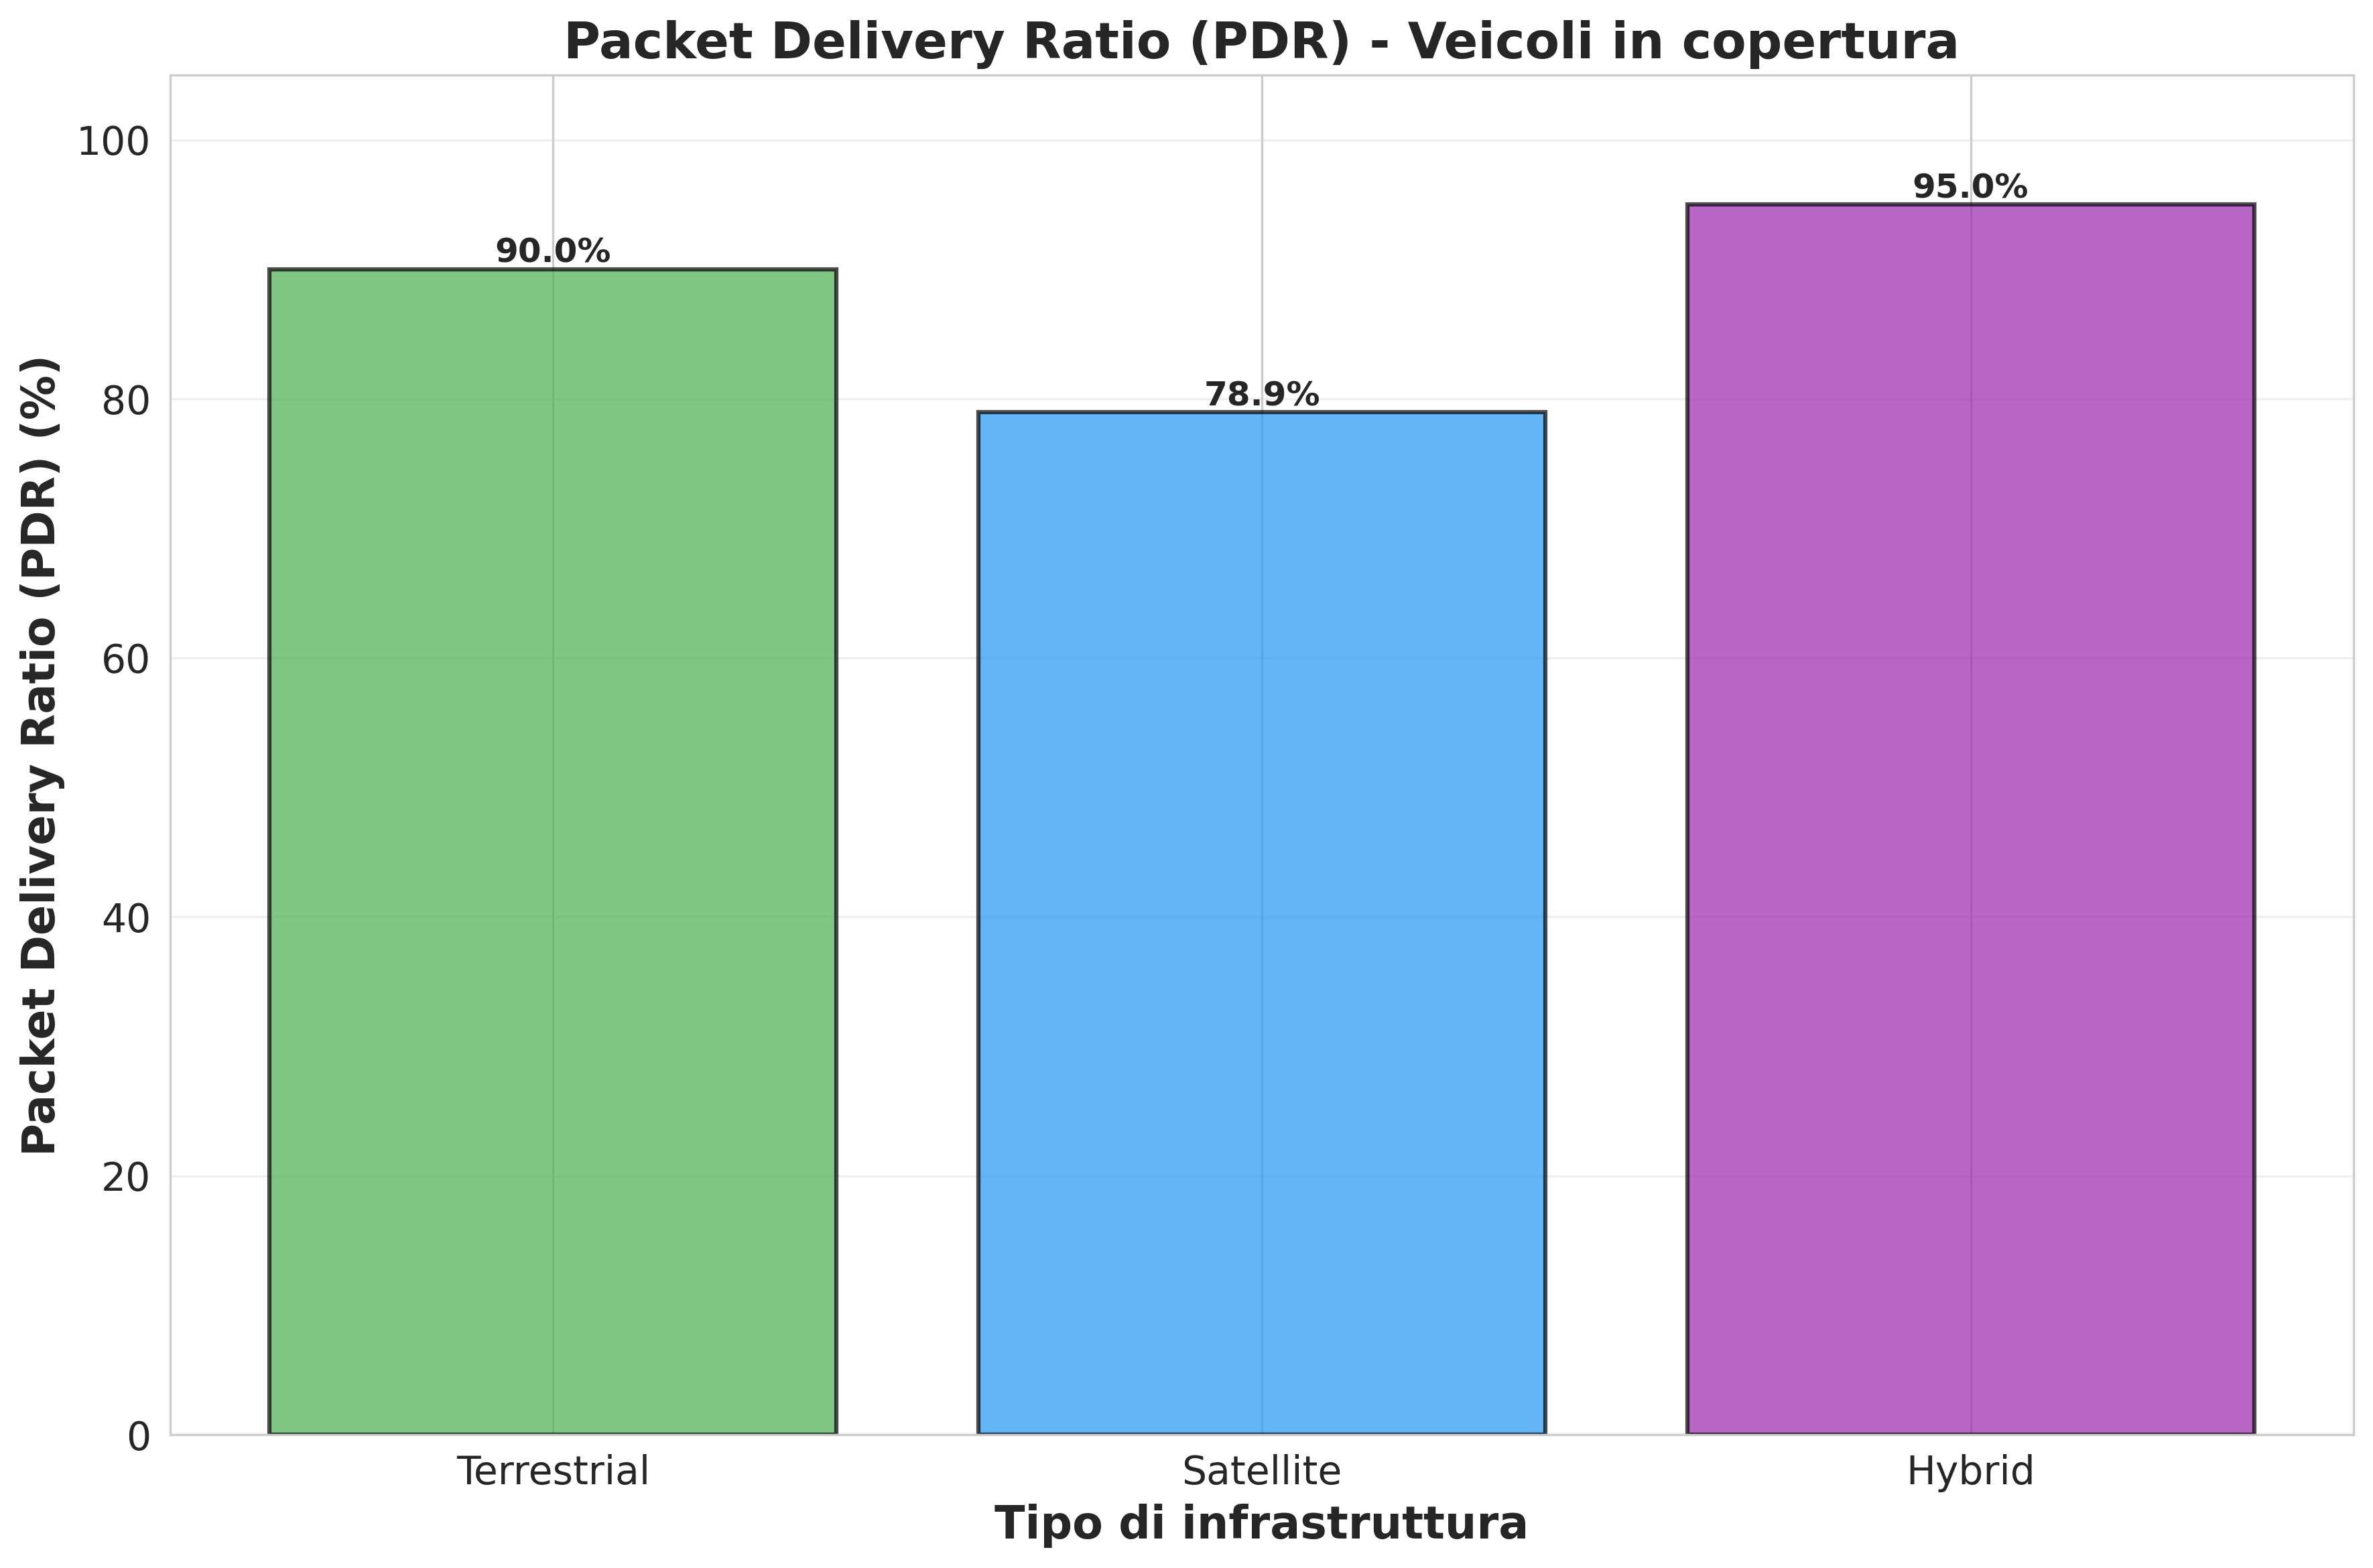 Packet Delivery Ratio (PDR) - Veicoli in copertura
Packet Delivery Ratio (PDR) (%)
100
80
60
40
20
0
90.0%
78.9%
95.0%
Terrestrial
Satellite
Hybrid
Tipo di infrastruttura